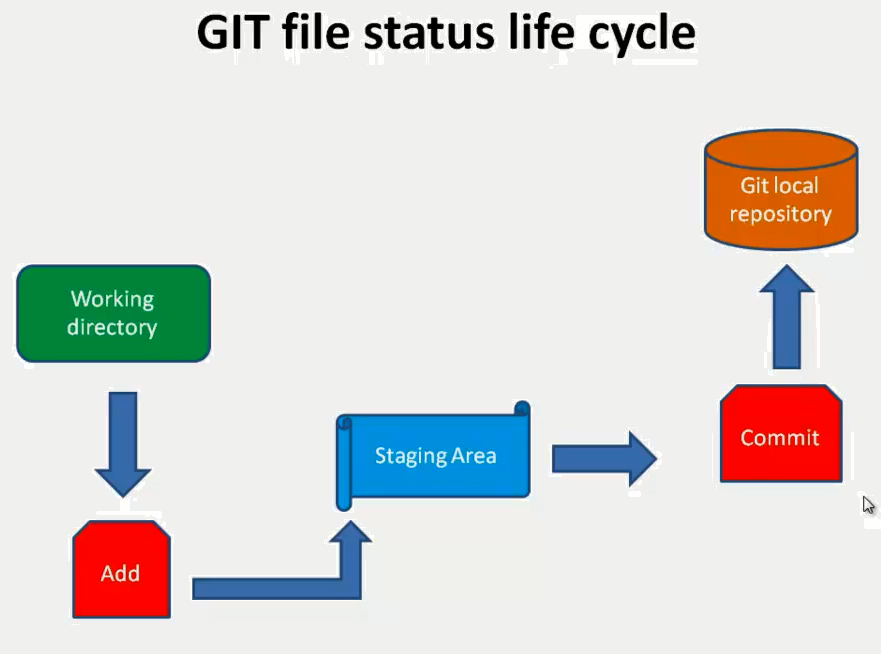 GIT file status life cycle
Git local
repository
Working
directory
Staging Area
Commit
Add